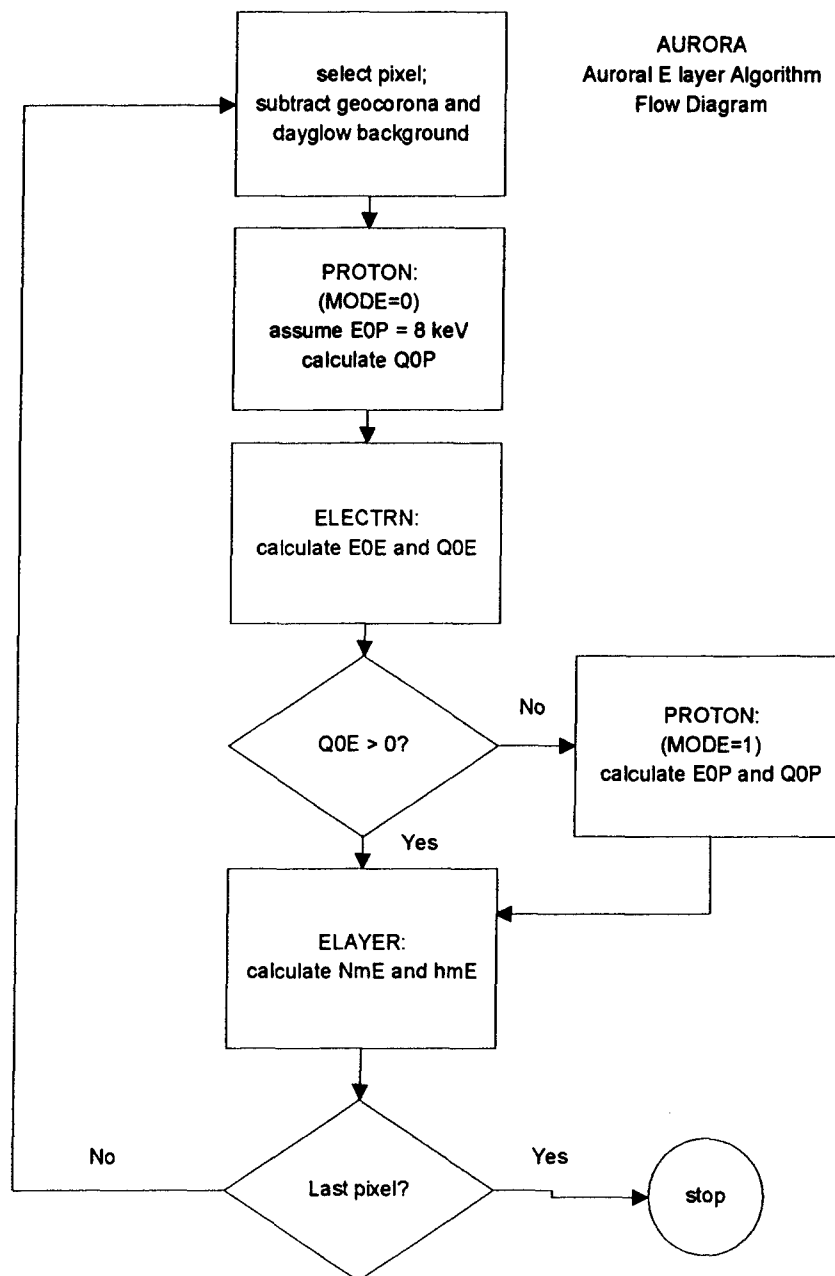 AURORA
Auroral E layer Algorithm
Flow Diagram
select pixel;
subtract geocorona and
dayglow background
PROTON:
(MODE=0)
assume E0P = 8 keV
calculate Q0P
ELECTRN:
calculate E0E and Q0E
Q0E > 0?
No
PROTON:
(MODE=1)
calculate E0P and Q0P
Yes
ELAYER:
calculate NmE and hmE
Last pixel?
No
Yes
stop